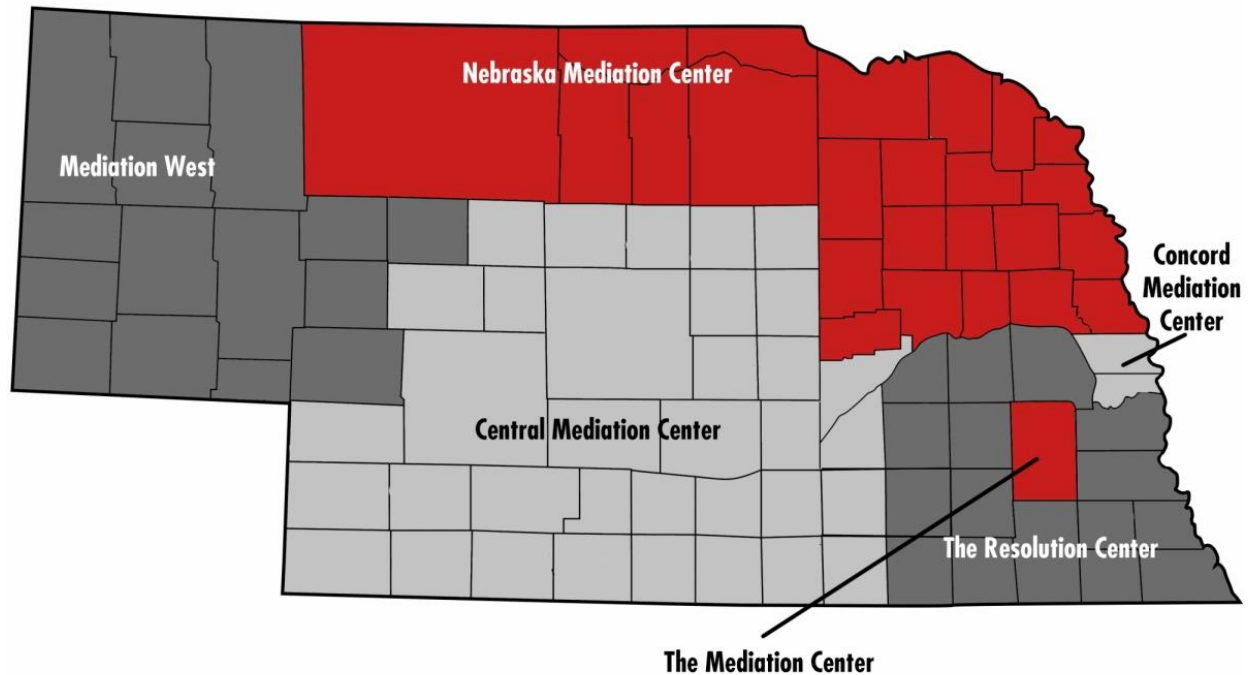 Nebraska Mediation Center
Mediation West
Concord
Mediation
Center
Central Mediation Center
The Resolution Center
The Mediation Center